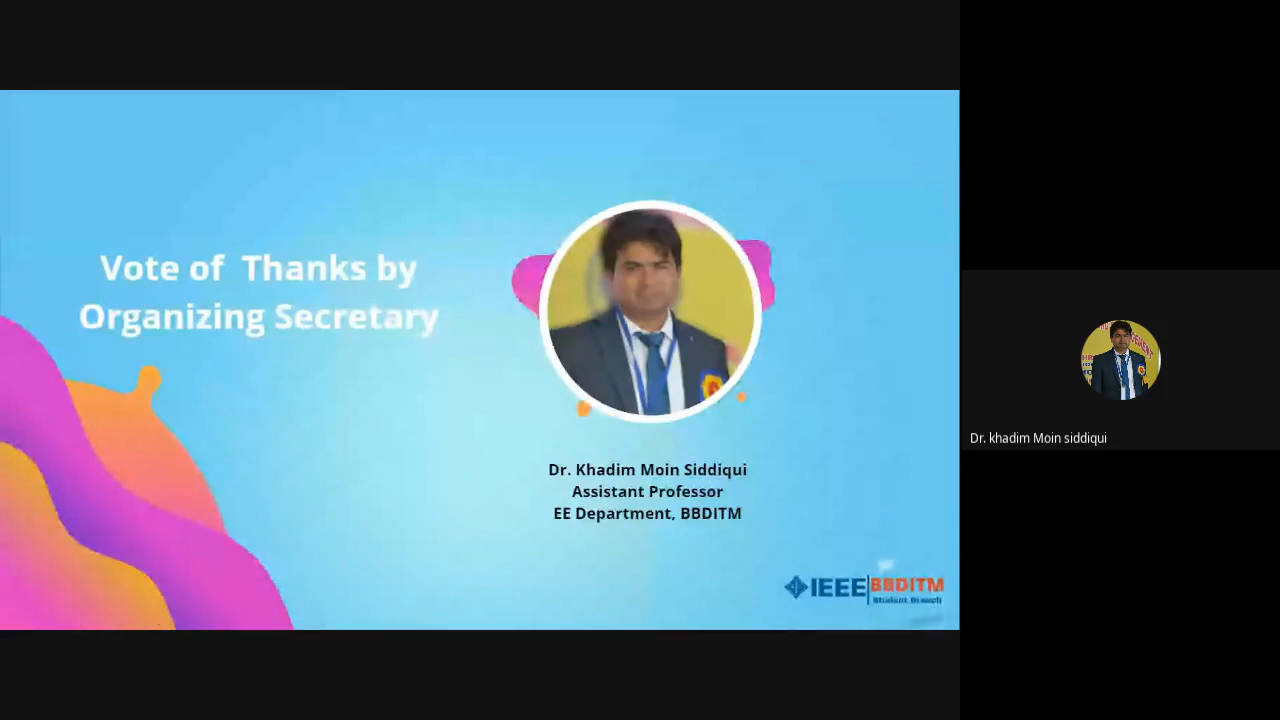 Vote of Thanks by
Organizing Secretary
Dr. Khadim Moin Siddiqui
Assistant Professor
EE Department, BBDITM
IEEE BBDITM
Student Branch
Dr. khadim Moin siddiqui